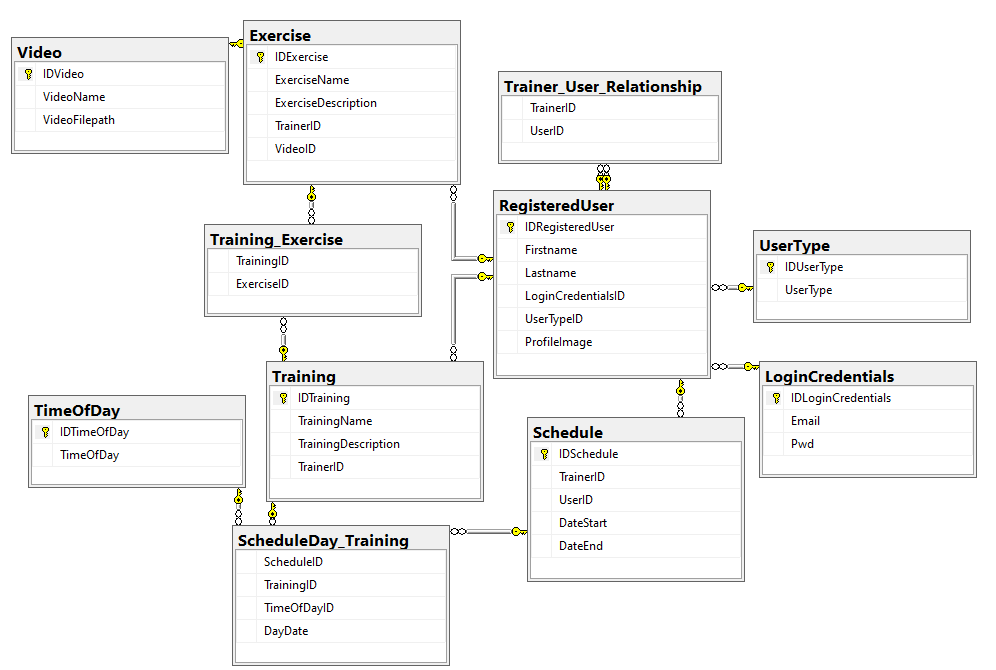 Video
IDVideo
VideoName
VideoFilepath
Exercise
IDExercise
ExerciseName
ExerciseDescription
TrainerID
VideoID
Trainer_User_Relationship
TrainerID
UserID
Training_Exercise
TrainingID
ExerciseID
RegisteredUser
IDRegisteredUser
Firstname
Lastname
LoginCredentialsID
UserTypeID
ProfileImage
UserType
IDUserType
UserType
Training
IDTraining
TrainingName
TrainingDescription
TrainerID
LoginCredentials
IDLoginCredentials
Email
Pwd
TimeOfDay
IDTimeOfDay
TimeOfDay
Schedule
IDSchedule
TrainerID
UserID
DateStart
DateEnd
ScheduleDay_Training
ScheduleID
TrainingID
TimeOfDayID
DayDate